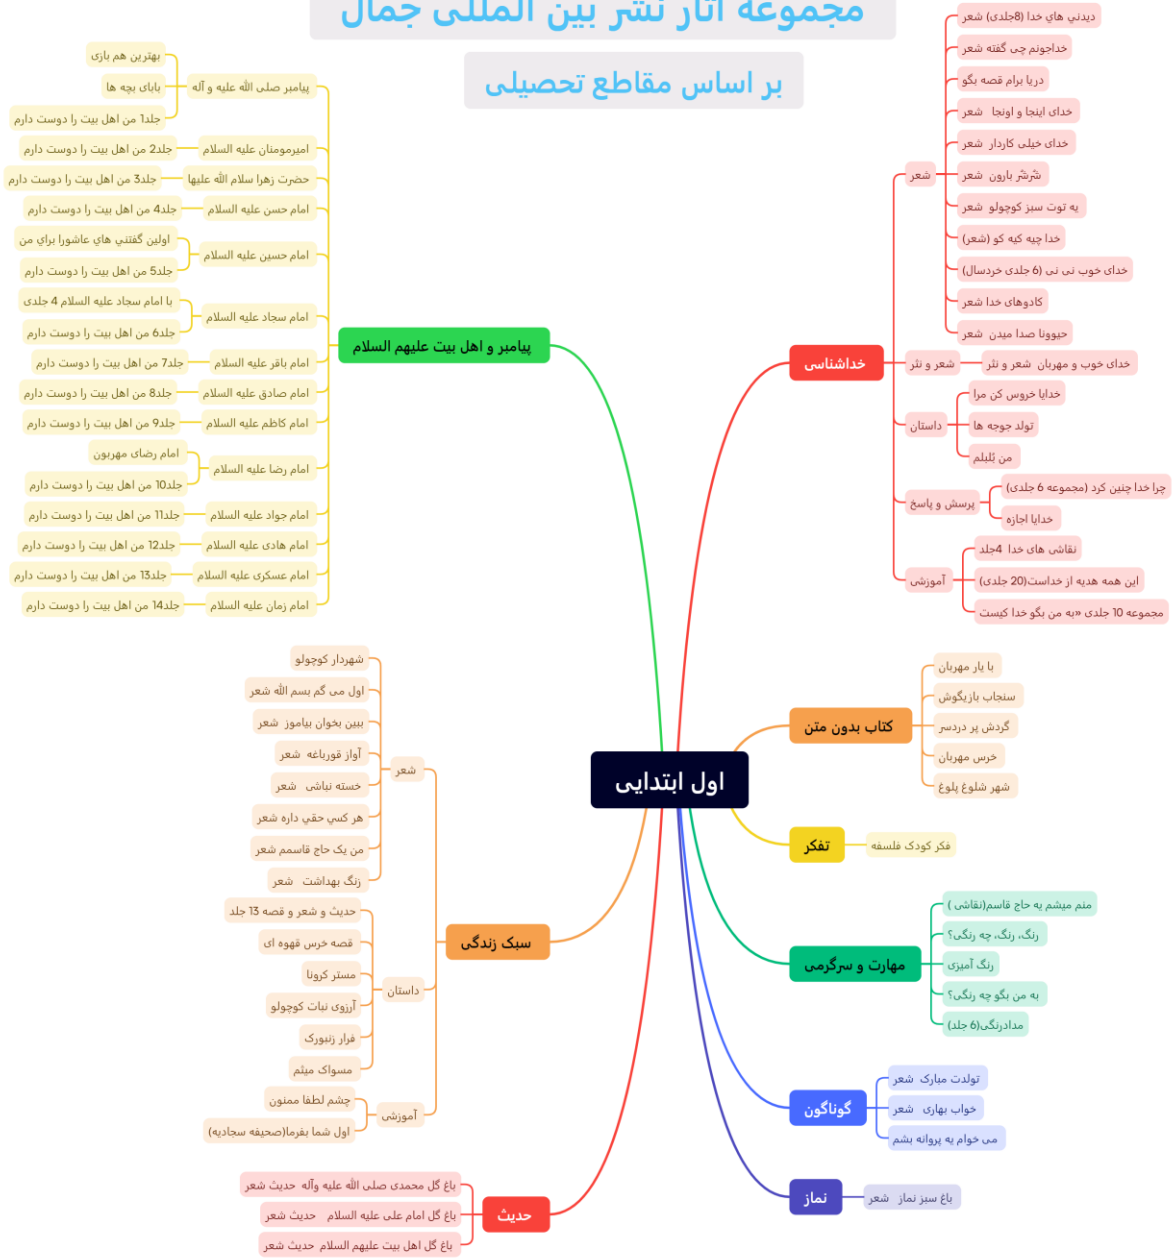 مجموعه آثار نشر بین المللی جمال
بر اساس مقاطع تحصیلی
اول ابتدایی
خداشناسی
شعر
ديدني هاي خدا (8جلدی) شعر
خداجونم چی گفته شعر
دریا برام قصه بگو
خدای اینجا و اونجا شعر
خدای خیلی کاردار شعر
شُرشُر بارون شعر
یه توت سبز کوچولو شعر
خدا چیه کیه کو (شعر)
خدای خوب نی نی (6 جلدی خردسال)
کادوهای خدا شعر
حیوونا صدا میدن شعر
شعر و نثر
خدای خوب و مهربان شعر و نثر
داستان
خدایا خروس کن مرا
تولد جوجه ها
من بُلبلم
پرسش و پاسخ
چرا خدا چنین کرد (مجموعه 6 جلدی)
خدایا اجازه
آموزشی
نقاشی های خدا 4جلد
این همه هدیه از خداست(20 جلدی)
مجموعه 10 جلدی «به من بگو خدا کیست
کتاب بدون متن
با یار مهربان
سنجاب بازیگوش
گردش پر دردسر
خرس مهربان
شهر شلوغ پلوغ
تفکر
فکر کودک فلسفه
مهارت و سرگرمی
منم میشم یه حاج قاسم(نقاشی )
رنگ، رنگ، چه رنگی؟
رنگ آمیزی
به من بگو چه رنگی؟
مدادرنگی(6 جلد)
گوناگون
تولدت مبارک شعر
خواب بهاری شعر
می خوام یه پروانه بشم
نماز
باغ سبز نماز شعر
پیامبر و اهل بیت علیهم السلام
پیامبر صلی الله علیه و آله
بهترین هم بازی
بابای بچه ها
جلد1 من اهل بیت را دوست دارم
امیرمومنان علیه السلام
جلد2 من اهل بیت را دوست دارم
حضرت زهرا سلام الله علیها
جلد3 من اهل بیت را دوست دارم
امام حسن علیه السلام
جلد4 من اهل بیت را دوست دارم
امام حسین علیه السلام
اولين گفتني هاي عاشورا براي من
جلد5 من اهل بیت را دوست دارم
امام سجاد علیه السلام
با امام سجاد علیه السلام 4 جلدی
جلد6 من اهل بیت را دوست دارم
امام باقر علیه السلام
جلد7 من اهل بیت را دوست دارم
امام صادق علیه السلام
جلد8 من اهل بیت را دوست دارم
امام کاظم علیه السلام
جلد9 من اهل بیت را دوست دارم
امام رضا علیه السلام
امام رضای مهربون
جلد10 من اهل بیت را دوست دارم
امام جواد علیه السلام
جلد11 من اهل بیت را دوست دارم
امام هادی علیه السلام
جلد12 من اهل بیت را دوست دارم
امام عسکری علیه السلام
جلد13 من اهل بیت را دوست دارم
امام زمان علیه السلام
جلد14 من اهل بیت را دوست دارم
سبک زندگی
شعر
شهردار کوچولو
اول می گم بسم الله شعر
ببین بخوان بیاموز شعر
آواز قورباغه شعر
خسته نباشی شعر
هر كسي حقي داره شعر
من یک حاج قاسمم شعر
زنگ بهداشت شعر
داستان
حدیث و شعر و قصه 13 جلد
قصه خرس قهوه ای
مستر کرونا
آرزوی نبات کوچولو
فرار زنبورک
مسواک میثم
آموزشی
چشم لطفا ممنون
اول شما بفرما(صحیفه سجادیه)
حدیث
باغ گل محمدی صلی الله علیه وآله حدیث شعر
باغ گل امام علی علیه السلام حدیث شعر
باغ گل اهل بیت علیهم السلام حدیث شعر